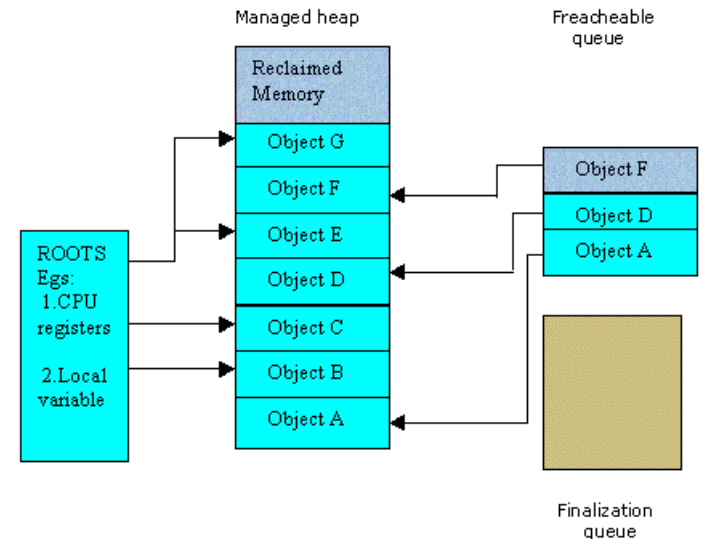 Managed heap
Freacheable
queue
Reclaimed
Memory
Object G
Object F
Object E
Object D
Object C
Object B
Object A
Object F
Object D
Object A
ROOTS
Egs:
1.CPU
registers
2.Local
variable
Finalization
queue